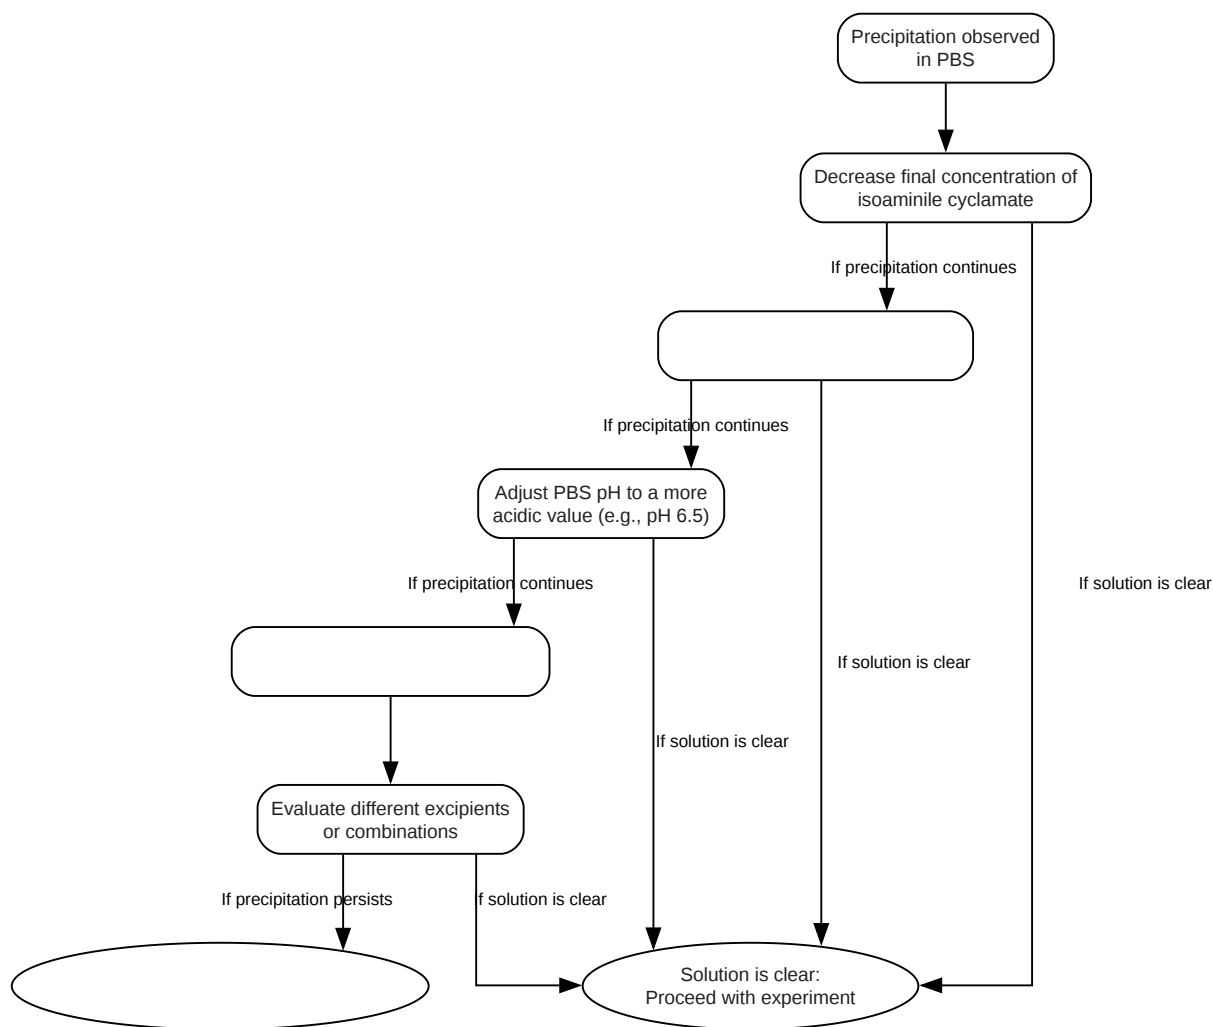 Precipitation observed
in PBS
Decrease final concentration of
isoaminile cyclamate
If precipitation continues
If precipitation continues
Adjust PBS pH to a more
acidic value (e.g., pH 6.5)
If precipitation continues
If solution is clear
If solution is clear
If solution is clear
Evaluate different excipients
or combinations
If precipitation persists
If solution is clear
Solution is clear:
Proceed with experiment